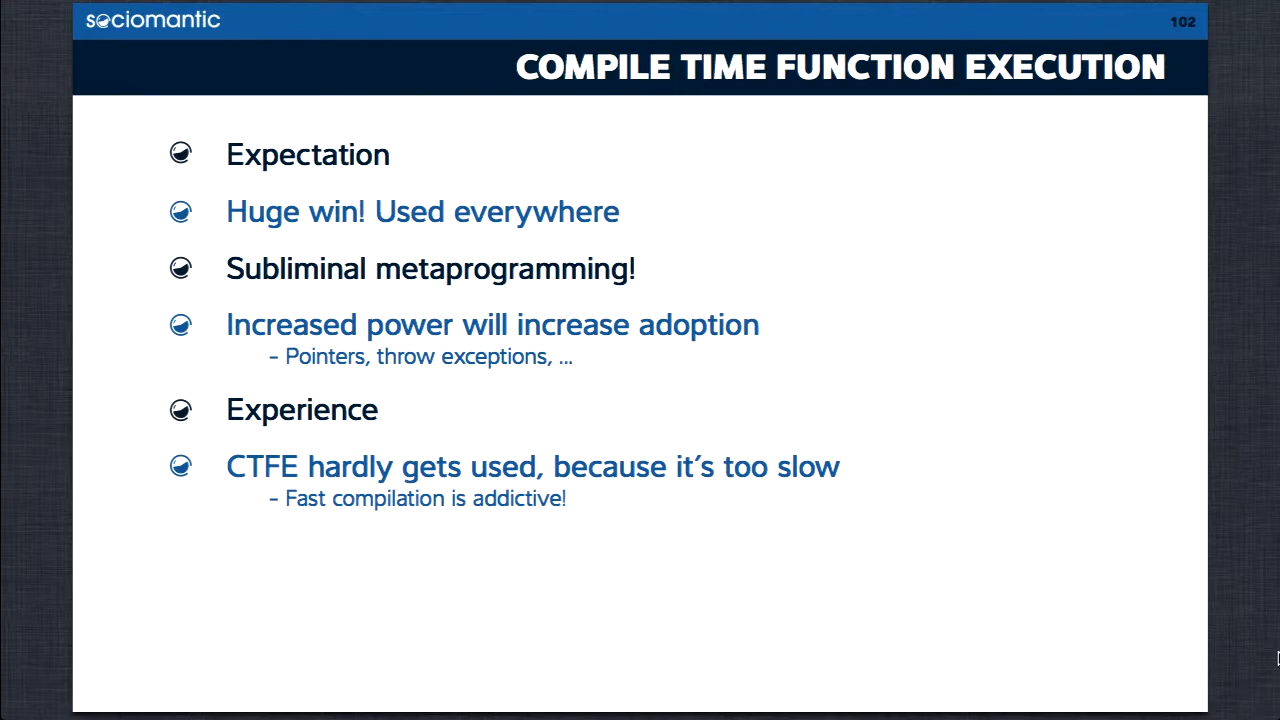 sociomantic
102
COMPILE TIME FUNCTION EXECUTION
Expectation
Huge win! Used everywhere
Subliminal metaprogramming!
Increased power will increase adoption
– Pointers, throw exceptions, ...
Experience
CTFE hardly gets used, because it's too slow
– Fast compilation is addictive!